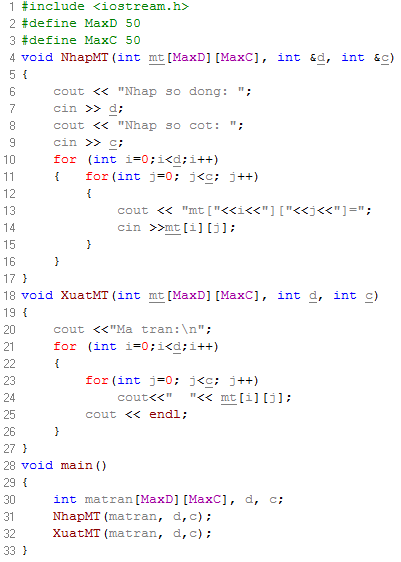 1 #include <iostream.h>
2 #define MaxD 50
3 #define MaxC 50
4 void NhapMT(int mt[MaxD][MaxC], int &d, int &c)
5 {
6     cout << "Nhap so dong: ";
7     cin >> d;
8     cout << "Nhap so cot: ";
9     cin >> c;
10     for (int i=0;i<d;i++)
11     {   for(int j=0; j<c; j++)
12         {
13             cout << "mt["<<i<<"]["<<j<<"]=";
14             cin >>mt[i][j];
15         }
16     }
17 }
18 void XuatMT(int mt[MaxD][MaxC], int d, int c)
19 {
20     cout <<"Ma tran:\n";
21     for (int i=0;i<d;i++)
22     {
23         for(int j=0; j<c; j++)
24             cout<<"  "<< mt[i][j];
25         cout << endl;
26     }
27 }
28 void main()
29 {
30     int matran[MaxD][MaxC], d, c;
31     NhapMT(matran, d,c);
32     XuatMT(matran, d,c);
33 }